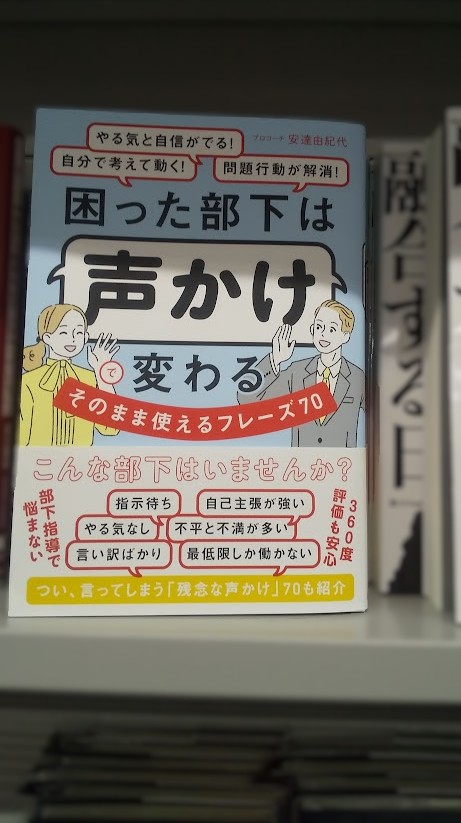 やる気と自信がでる!
プロコーチ 安達由紀代
自分で考えて動く!
問題行動が解消!
困った部下は
声かけ
で変わる
そのまま使えるフレーズ70
こんな部下はいませんか?
部下指導で
悩まない
指示待ち
自己主張が強い
やる気なし
不平と不満が多い
言い訳ばかり
最低限しか働かない
360度
評価も安心
つい、言ってしまう「残念な声かけ」70も紹介
融合する